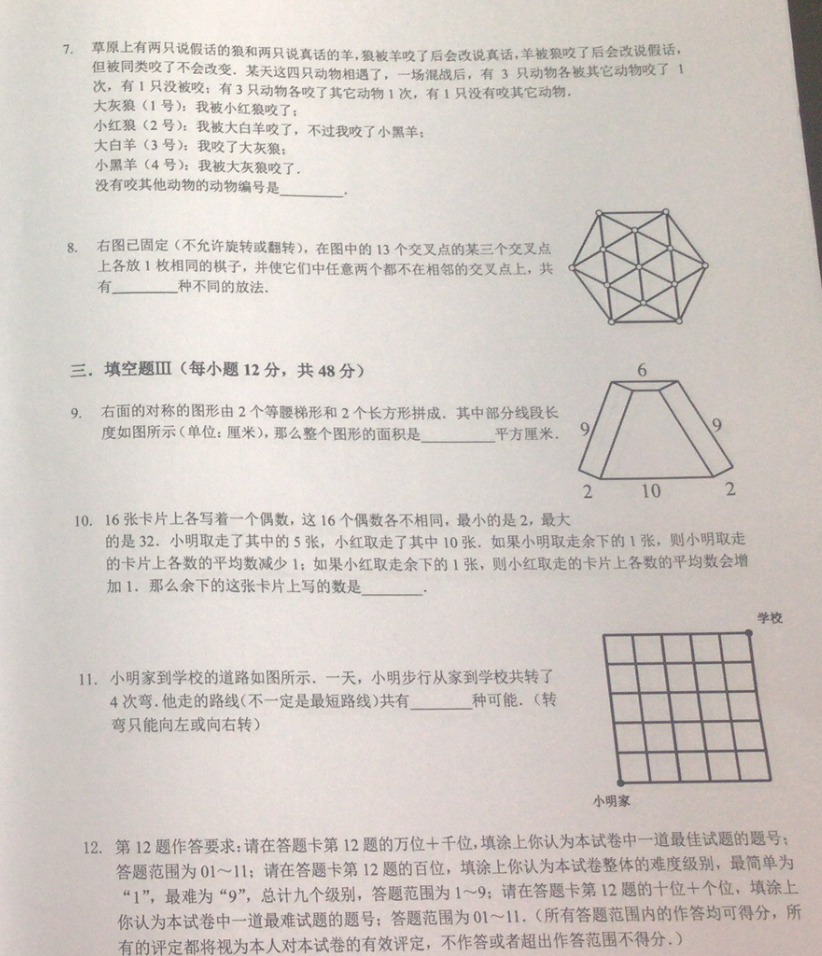 7. 草原上有两只说假话的狼和两只说真话的羊,狼被羊咬了后会改说真话,羊被狼咬了后会改说假话,
但被同类咬了不会改变. 某天这四只动物相遇了, 一场混战后, 有 3 只动物各被其它动物咬了 1
次, 有 1 只没被咬; 有 3 只动物各咬了其它动物 1 次, 有 1 只没有咬其它动物.
大灰狼 (1 号): 我被小红狼咬了;
小红狼 (2 号): 我被大白羊咬了, 不过我咬了小黑羊;
大白羊 (3 号): 我咬了大灰狼;
小黑羊 (4 号): 我被大灰狼咬了.
没有咬其他动物的动物编号是________.
8. 右图已固定 (不允许旋转或翻转), 在图中的 13 个交叉点的某三个交叉点
上各放 1 枚相同的棋子, 并使它们中任意两个都不在相邻的交叉点上, 共
有________种不同的放法.
三. 填空题Ⅲ (每小题 12 分, 共 48 分)
9. 右面的对称的图形由 2 个等腰梯形和 2 个长方形拼成. 其中部分线段长
度如图所示 (单位: 厘米), 那么整个图形的面积是________平方厘米.
6
9
9
2
10
2
10. 16 张卡片上各写着一个偶数, 这 16 个偶数各不相同, 最小的是 2, 最大
的是 32. 小明取走了其中的 5 张, 小红取走了其中 10 张. 如果小明取走余下的 1 张, 则小明取走
的卡片上各数的平均数减少 1; 如果小红取走余下的 1 张, 则小红取走的卡片上各数的平均数会增
加 1. 那么余下的这张卡片上写的数是________.
学校
11. 小明家到学校的道路如图所示. 一天, 小明步行从家到学校共转了
4 次弯. 他走的路线(不一定是最短路线)共有________种可能. (转
弯只能向左或向右转)
小明家
12. 第 12 题作答要求: 请在答题卡第 12 题的万位+千位, 填涂上你认为本试卷中一道最佳试题的题号;
答题范围为 01~11; 请在答题卡第 12 题的百位, 填涂上你认为本试卷整体的难度级别, 最简单为
“1”, 最难为 “9”, 总计九个级别, 答题范围为 1~9; 请在答题卡第 12 题的十位+个位, 填涂上
你认为本试卷中一道最难试题的题号; 答题范围为 01~11. (所有答题范围内的作答均可得分, 所
有的评定都将视为本人对本试卷的有效评定, 不作答或者超出作答范围不得分.)